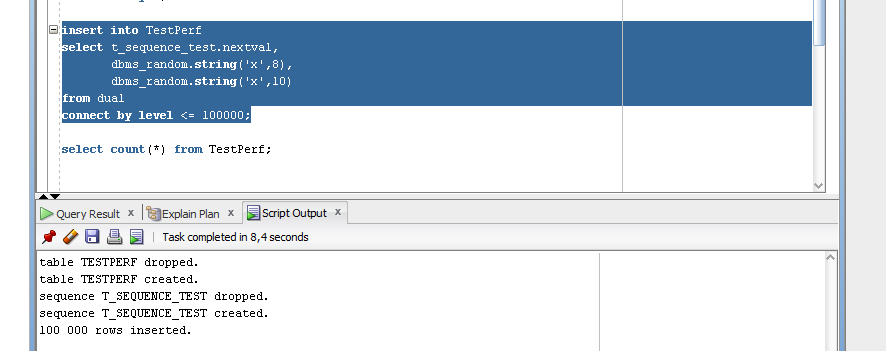 insert into TestPerf
select t_sequence_test.nextval,
dbms_random.string('x',8),
dbms_random.string('x',10)
from dual
connect by level <= 100000;
select count(*) from TestPerf;
Query Result x Explain Plan x Script Output x
Task completed in 8,4 seconds
table TESTPERF dropped.
table TESTPERF created.
sequence T_SEQUENCE_TEST dropped.
sequence T_SEQUENCE_TEST created.
100 000 rows inserted.